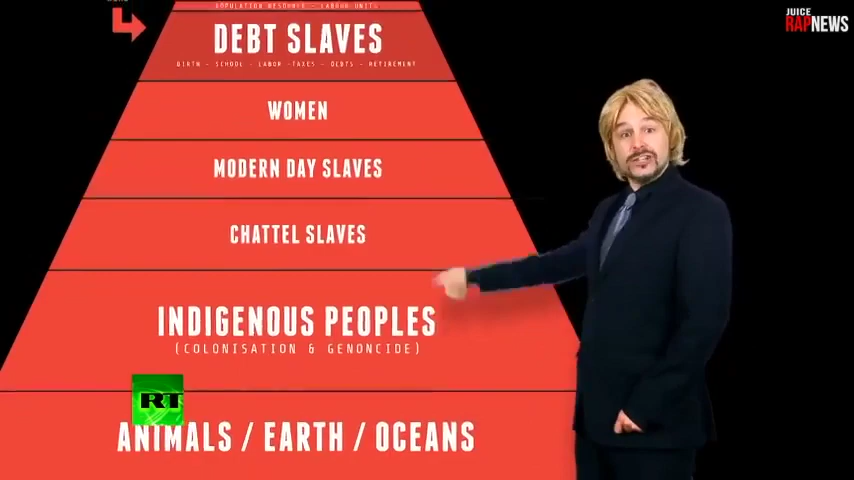 JUICE
RAPNEWS
POPULATION RESOURCE - LABOUR UNITS
DEBT SLAVES
BIRTH - SCHOOL - LABOR -TAXES - DEBTS - RETIREMENT
WOMEN
MODERN DAY SLAVES
CHATTEL SLAVES
INDIGENOUS PEOPLES
(COLONISATION & GENONCIDE)
RT
ANIMALS / EARTH / OCEANS